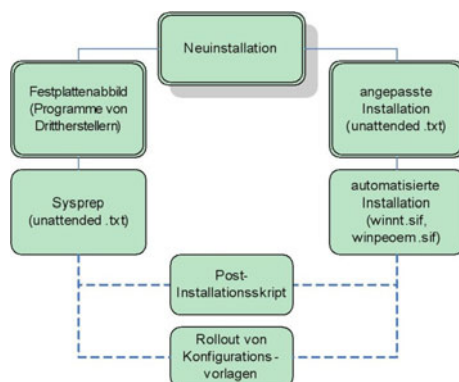 Neuinstallation
Festplattenabbild
(Programme von
Drittherstellern)
angepasste
Installation
(unattended .txt)
Sysprep
(unattended .txt)
automatisierte
Installation
(winnt.sif,
winpeoem .sif)
Post-
Installationsskript
Rollout von
Konfigurations -
vorlagen